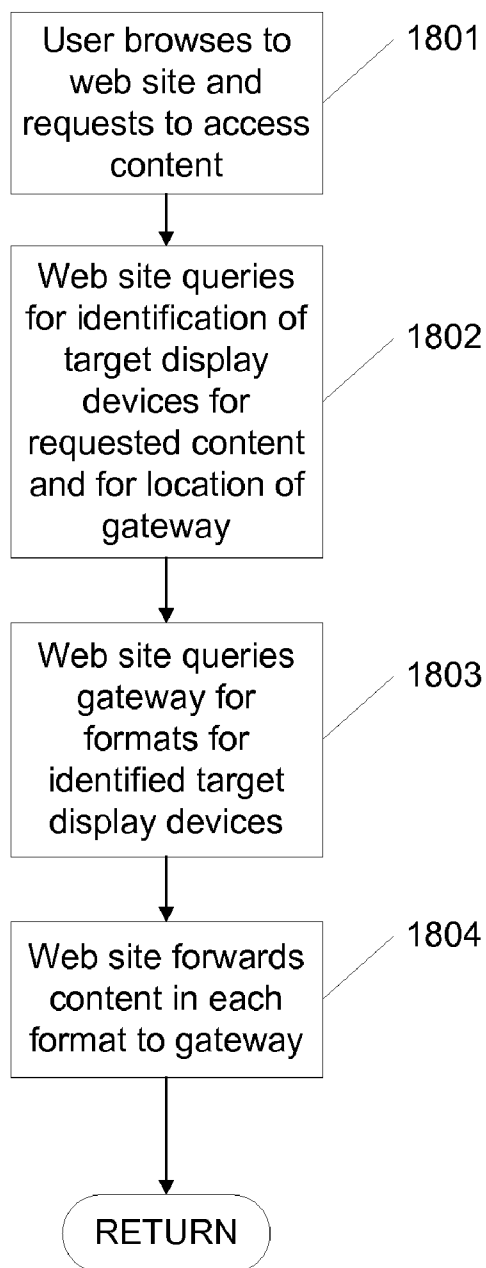 User browses to
web site and
requests to access
content
1801
Web site queries
for identification of
target display
devices for
requested content
and for location of
gateway
1802
Web site queries
gateway for
formats for
identified target
display devices
1803
Web site forwards
content in each
format to gateway
1804
RETURN